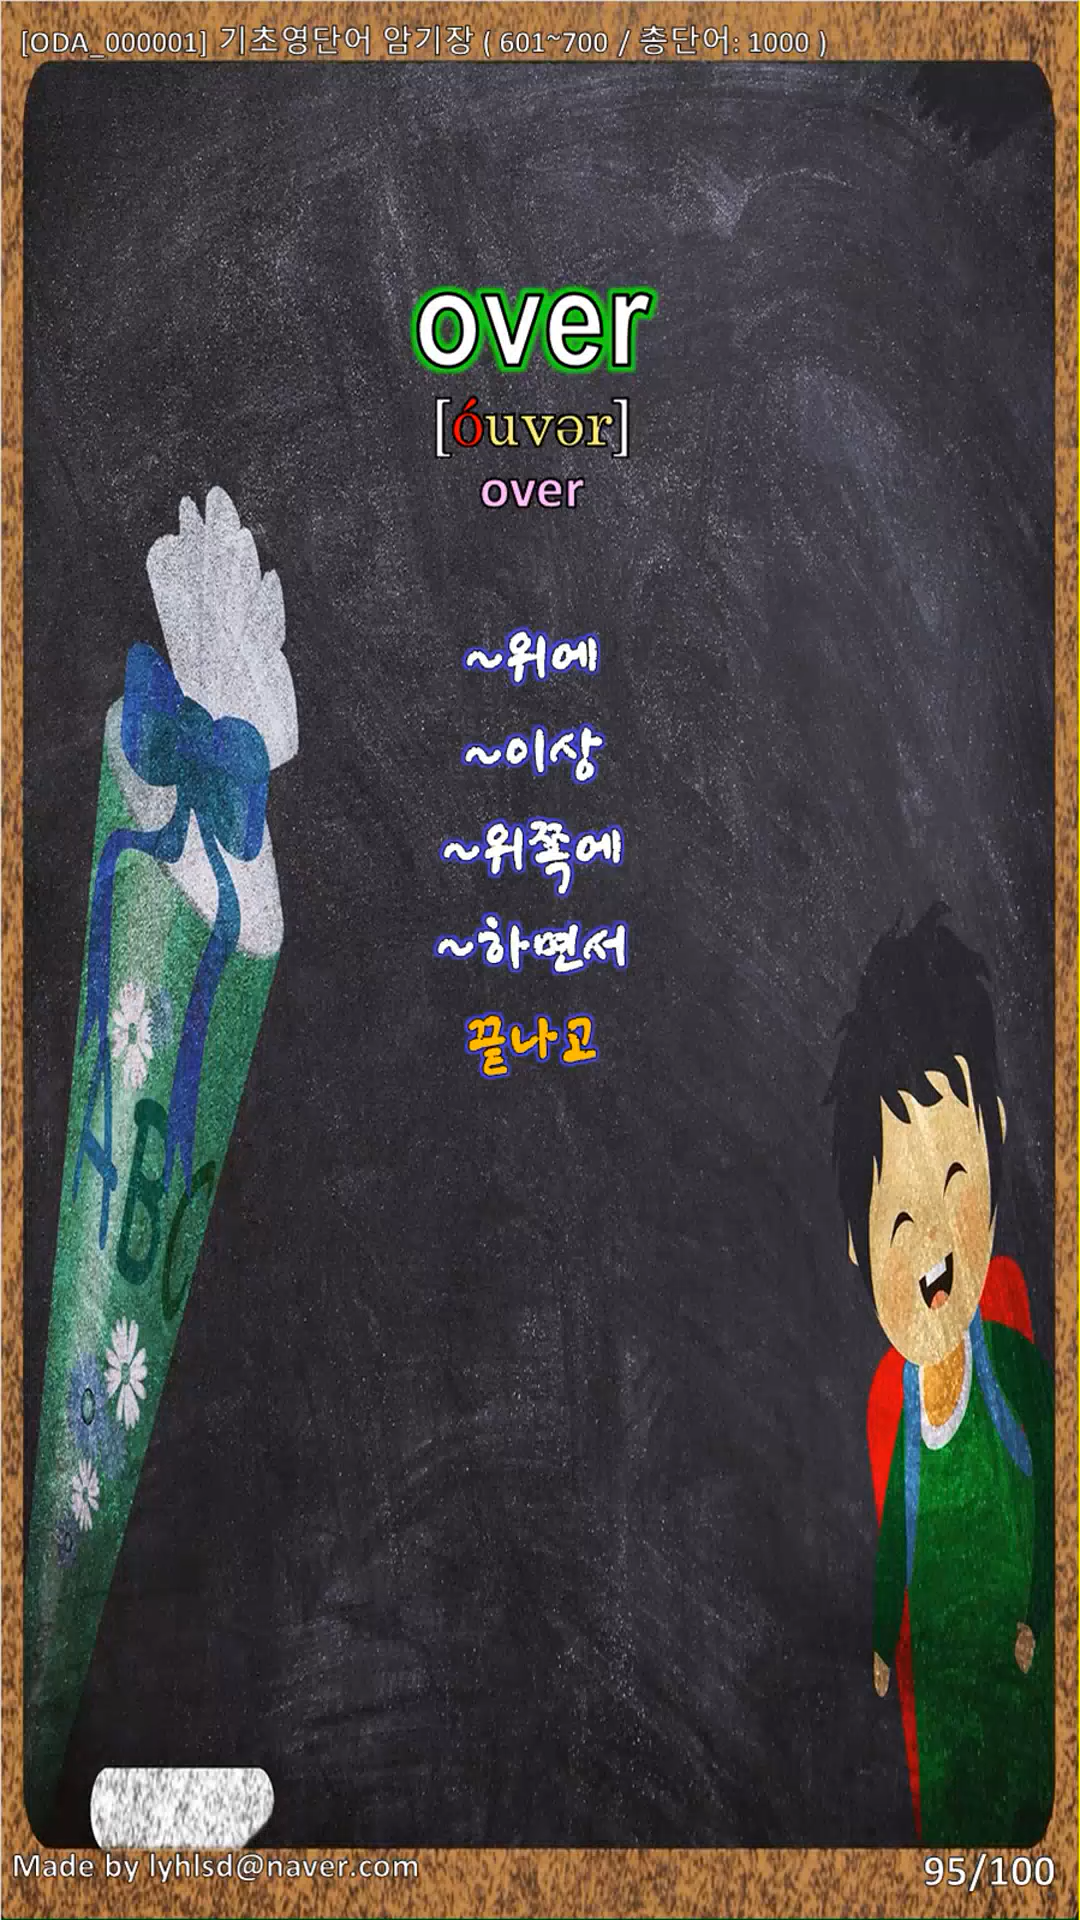 [ODA_000001] 기초영단어 암기장 ( 601~700 / 총단어: 1000 )
over
[óuvər]
over
~위에
~이상
~위쪽에
~하면서
끝나고
ABC
Made by lyhlsd@naver.com
95/100